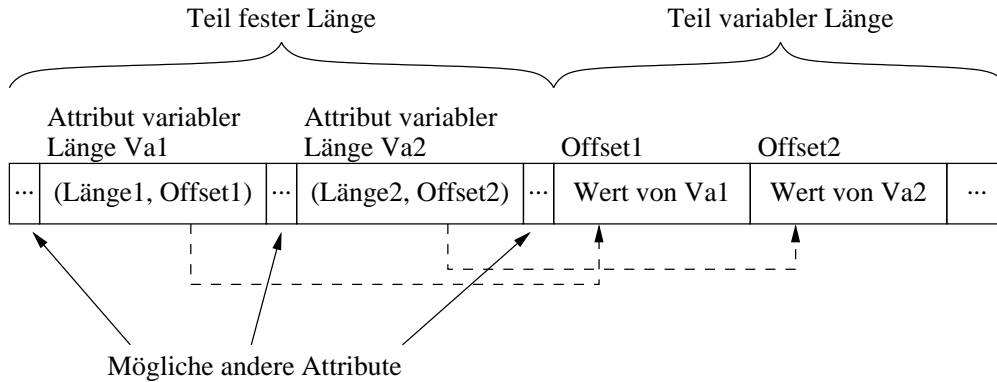 Teil fester Länge
Teil variabler Länge
Attribut variabler
Länge Va1
Attribut variabler
Länge Va2
Offset1
Offset2
...
(Länge1, Offset1)
...
(Länge2, Offset2)
...
Wert von Va1
Wert von Va2
...
Mögliche andere Attribute